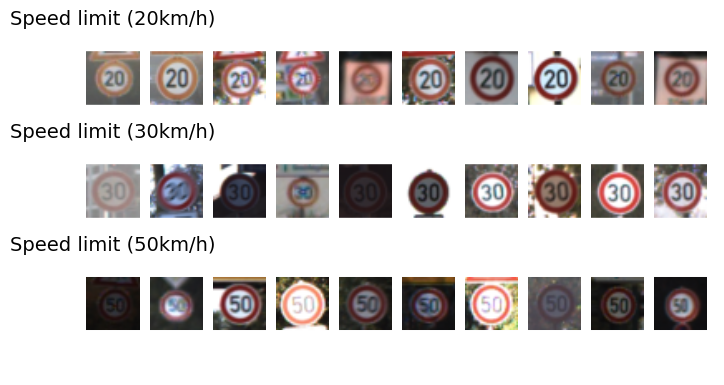 Speed limit (20km/h)
20 20 20 20 20 20 20 20 20 20
Speed limit (30km/h)
30 30 30 30 30 30 30 30 30 30
Speed limit (50km/h)
50 50 50 50 50 50 50 50 50 50